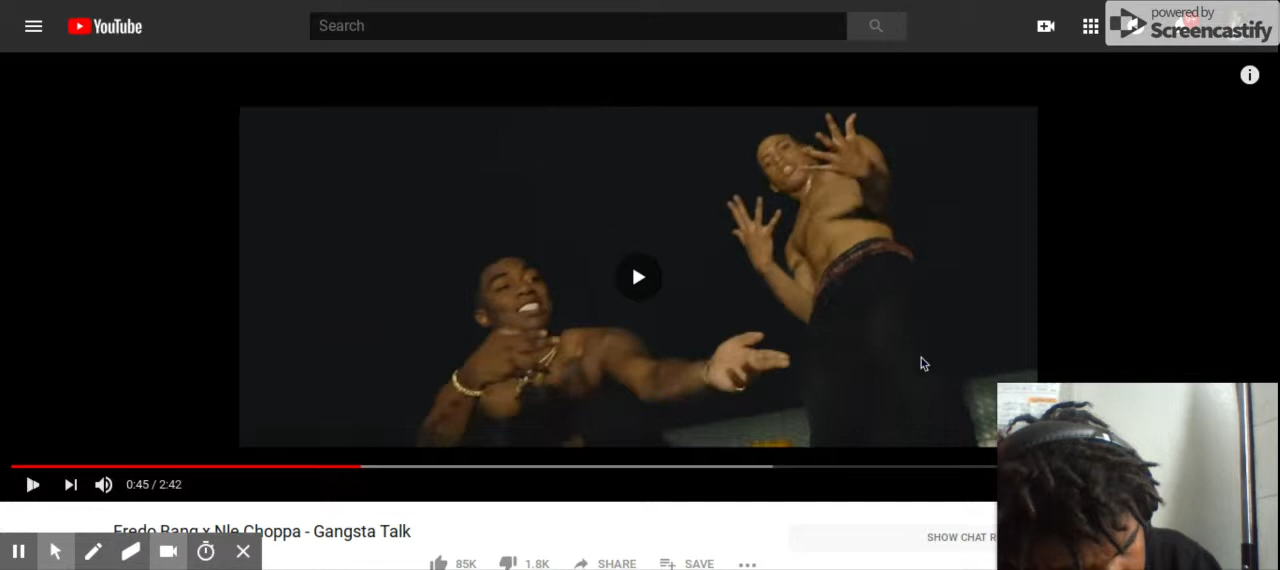 YouTube
Search
powered by
Screencastify
0:45 / 2:42
Fredo Bang x Nle Choppa - Gangsta Talk
SHOW CHAT R
85K
1.8K
SHARE
SAVE